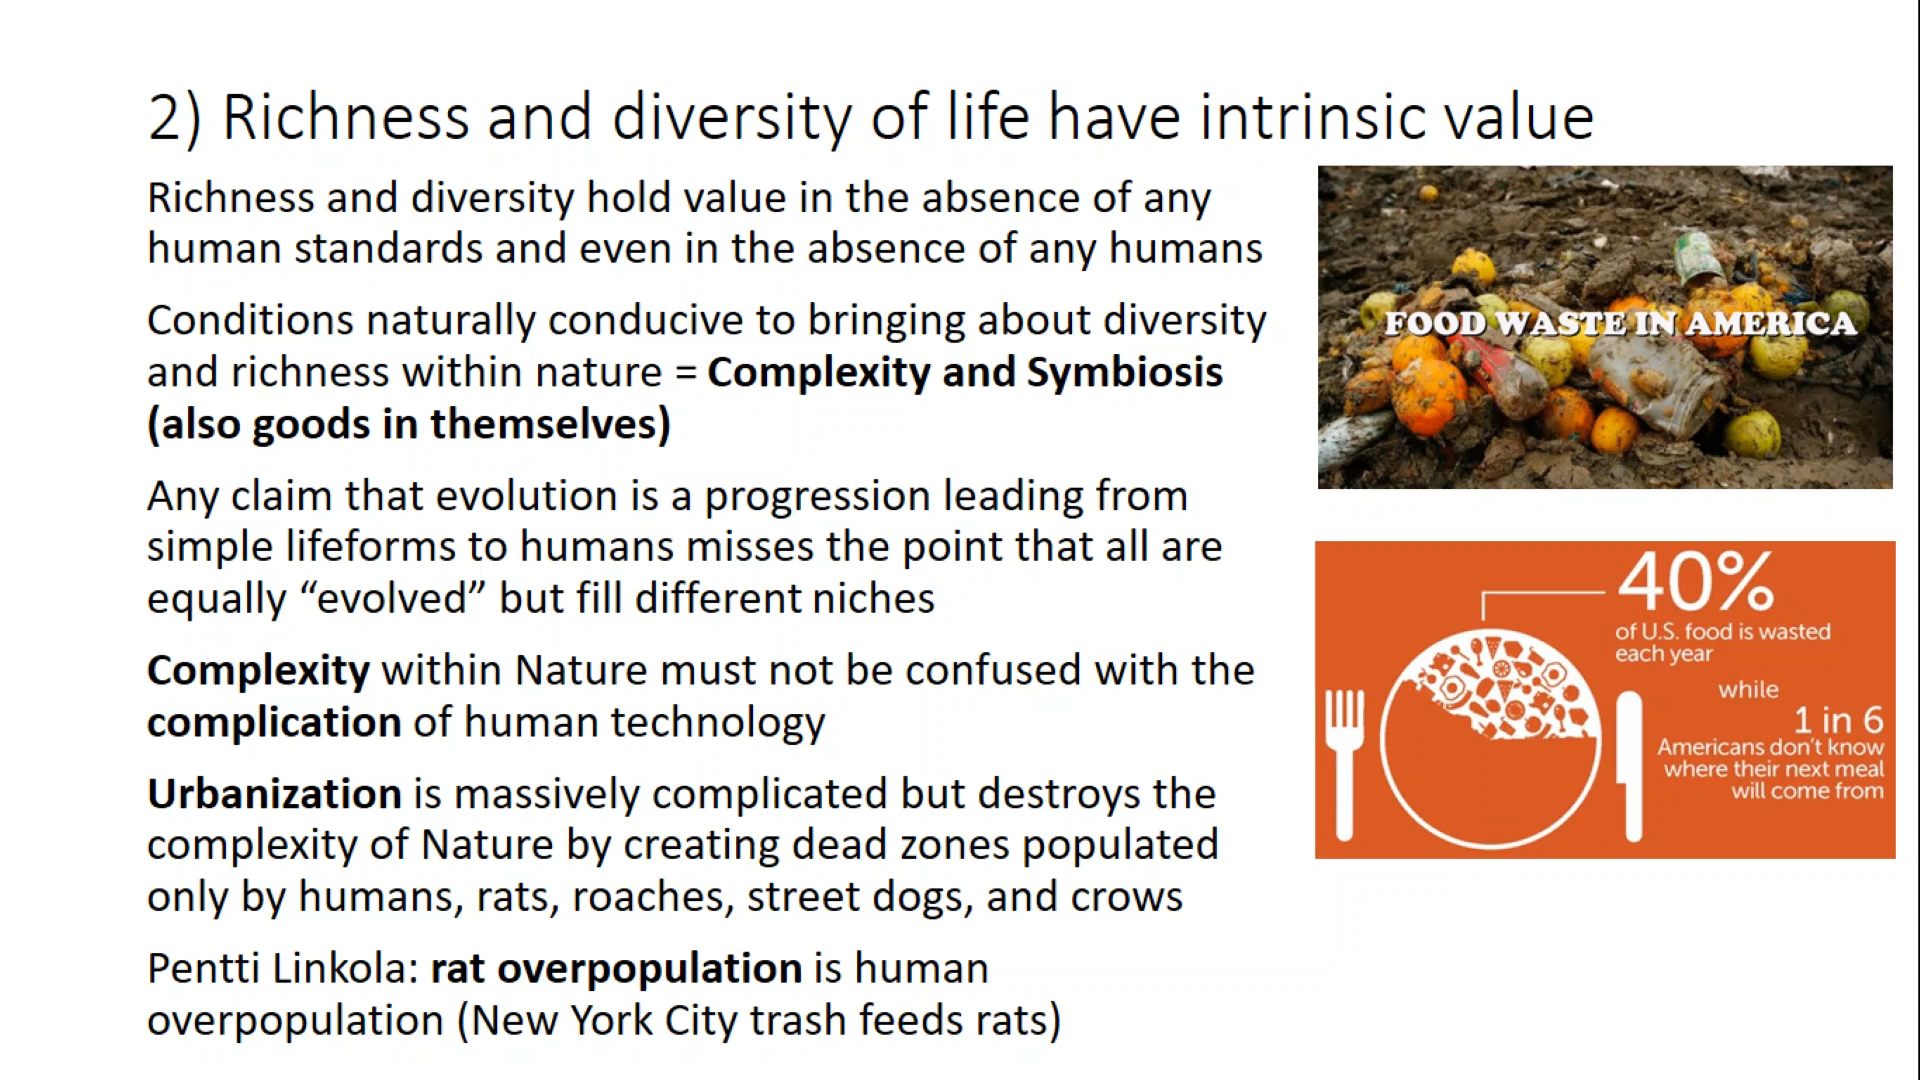 2) Richness and diversity of life have intrinsic value
Richness and diversity hold value in the absence of any
human standards and even in the absence of any humans
Conditions naturally conducive to bringing about diversity
and richness within nature = Complexity and Symbiosis
(also goods in themselves)
Any claim that evolution is a progression leading from
simple lifeforms to humans misses the point that all are
equally “evolved” but fill different niches
Complexity within Nature must not be confused with the
complication of human technology
Urbanization is massively complicated but destroys the
complexity of Nature by creating dead zones populated
only by humans, rats, roaches, street dogs, and crows
Pentti Linkola: rat overpopulation is human
overpopulation (New York City trash feeds rats)
FOOD WASTE IN AMERICA
40%
of U.S. food is wasted
each year
while
1 in 6
Americans don't know
where their next meal
will come from